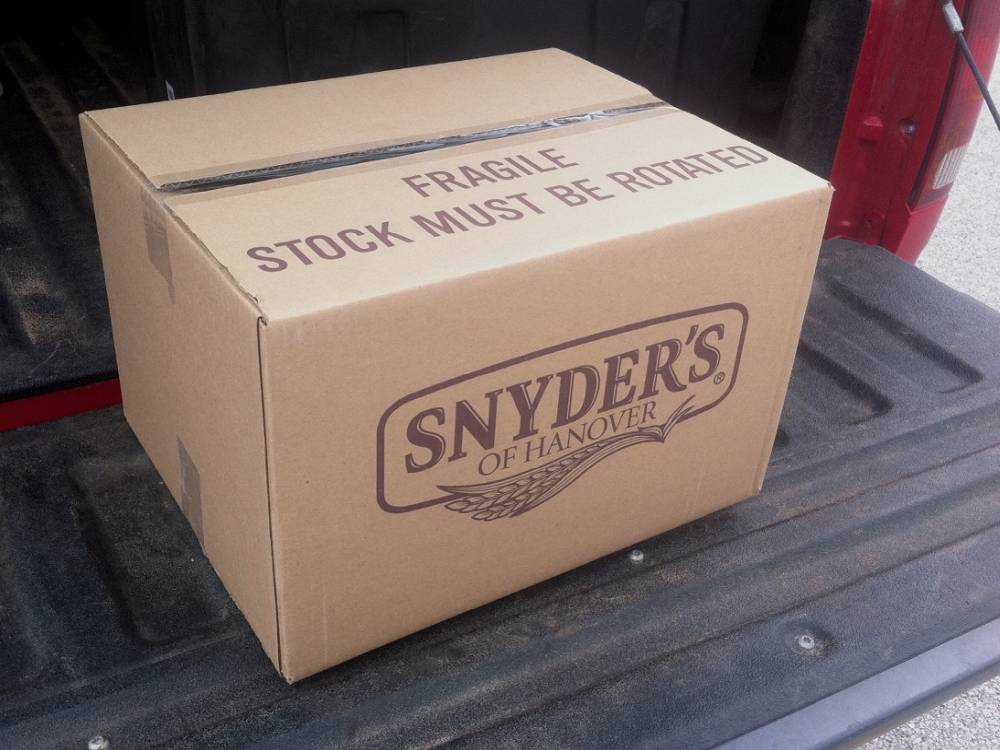 FRAGILE
STOCK MUST BE ROTATED
SNYDER'S®
OF HANOVER